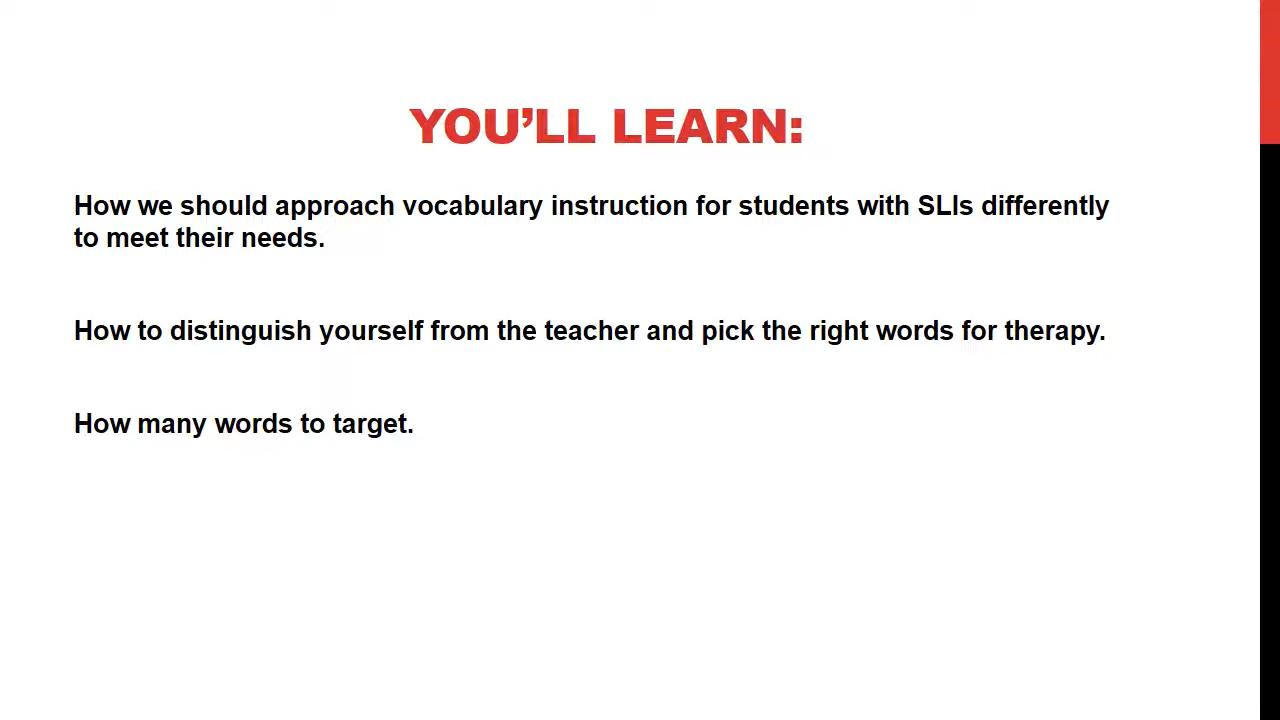 YOU’LL LEARN:
How we should approach vocabulary instruction for students with SLIs differently
to meet their needs.
How to distinguish yourself from the teacher and pick the right words for therapy.
How many words to target.